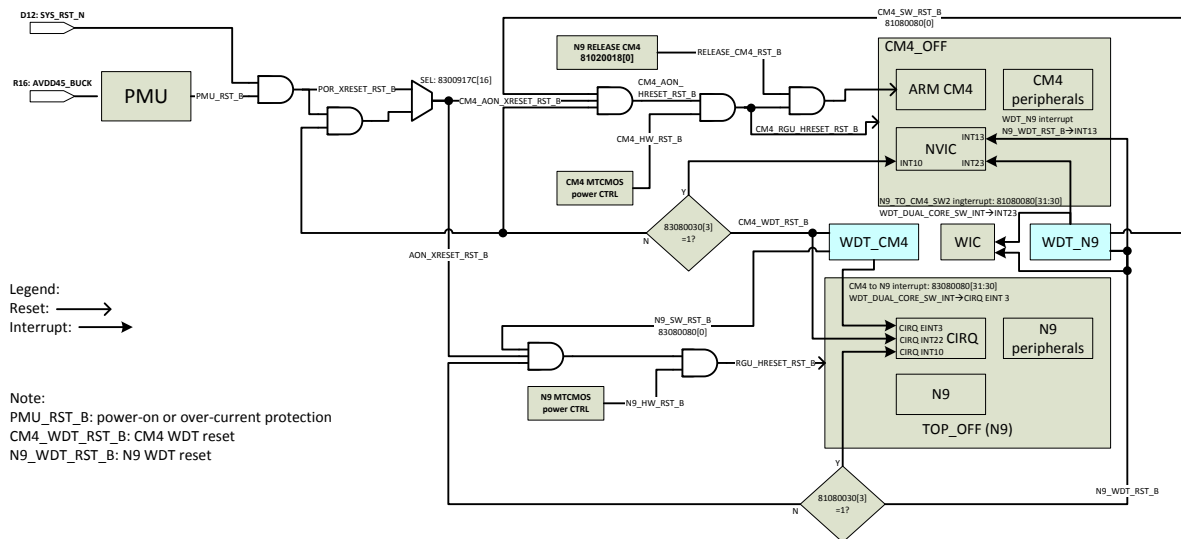 CM4_SW_RST_B
81080080[0]
D12: SYS_RST_N
R16: AVDD45_BUCK
PMU
PMU_RST_B
POR_XRESET_RST_B
SEL: 8300917C[16]
CM4_AON_XRESET_RST_B
N9 RELEASE CM4
81020018[0]
RELEASE_CM4_RST_B
CM4_AON_
HRESET_RST_B
CM4_HW_RST_B
CM4_RGU_HRESET_RST_B
CM4 MTCMOS
power CTRL
CM4_OFF
ARM CM4
CM4
peripherals
WDT_N9 interrupt
N9_WDT_RST_B→INT13
NVIC
INT13
INT10
INT23
N9_TO_CM4_SW2 ingterrupt: 81080080[31:30]
WDT_DUAL_CORE_SW_INT→INT23
Y
83080030[3]
=1?
N
CM4_WDT_RST_B
WDT_CM4
WIC
WDT_N9
AON_XRESET_RST_B
CM4 to N9 interrupt: 83080080[31:30]
WDT_DUAL_CORE_SW_INT→CIRQ EINT 3
Legend:
Reset:
Interrupt:
N9_SW_RST_B
83080080[0]
CIRQ EINT3
CIRQ INT22
CIRQ INT10
CIRQ
N9
peripherals
RGU_HRESET_RST_B
N9 MTCMOS
power CTRL
N9_HW_RST_B
N9
TOP_OFF (N9)
Note:
PMU_RST_B: power-on or over-current protection
CM4_WDT_RST_B: CM4 WDT reset
N9_WDT_RST_B: N9 WDT reset
Y
81080030[3]
=1?
N
N9_WDT_RST_B